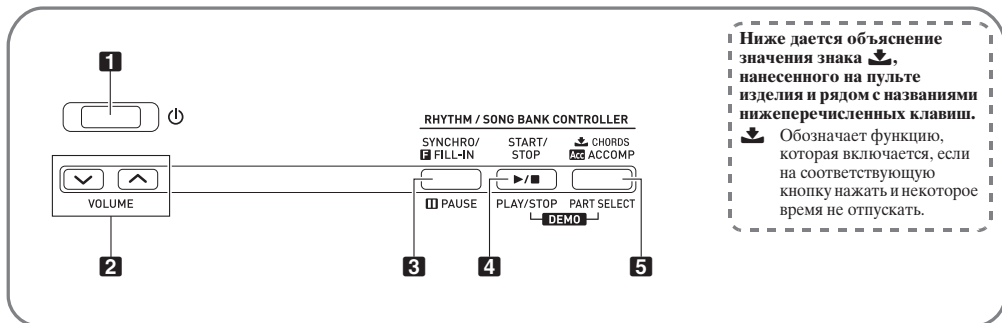 1
RHYTHM / SONG BANK CONTROLLER
SYNCHRO/ START/ CHORDS
F FILL-IN STOP Acc ACCOMP
VOLUME PAUSE PLAY/STOP PART SELECT
DEMO
2 3 4 5
Ниже дается объяснение
значения знака ,
нанесенного на пульте
изделия и рядом с названиями
нижеперечисленных клавиш.
Обозначает функцию,
которая включается, если
на соответствующую
кнопку нажать и некоторое
время не отпускать.